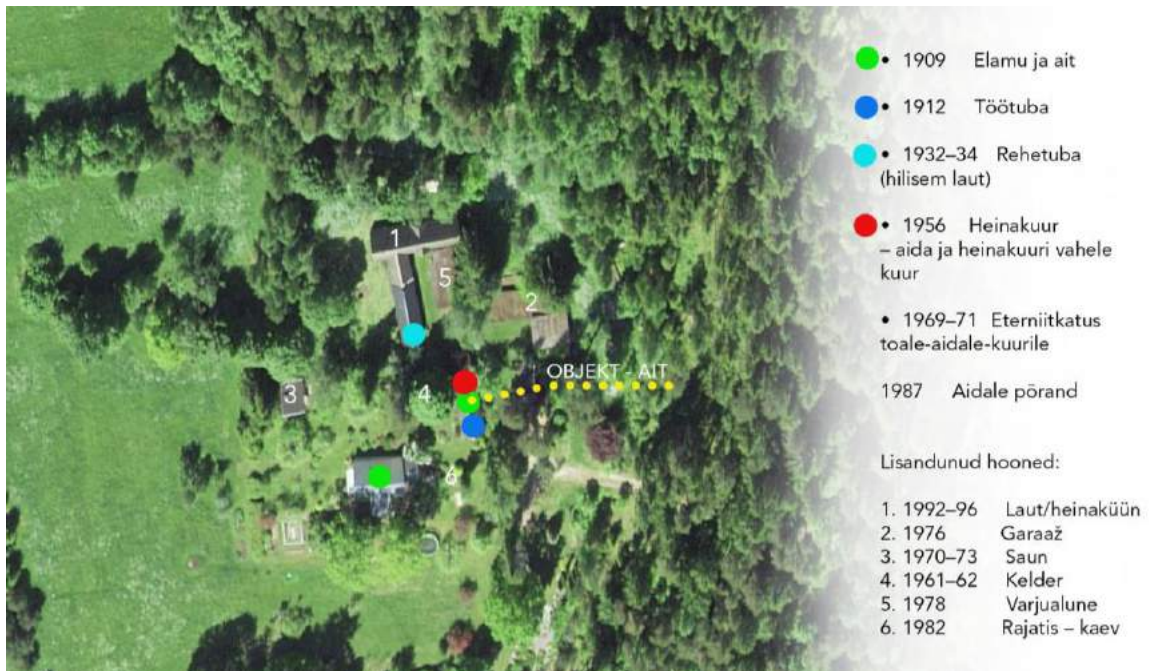 • 1909 Elamu ja ait
• 1912 Töötuba
• 1932–34 Rehetuba
(hilisem laut)
• 1956 Heinakuur
– aida ja heinakuuri vahele
kuur
• 1969–71 Eterniitkatus
toale-aidale-kuurile
1987 Aidale põrand
Lisandunud hooned:
1. 1992–96 Laut/heinaküün
2. 1976 Garaaž
3. 1970–73 Saun
4. 1961–62 Kelder
5. 1978 Varjualune
6. 1982 Rajatis – kaev
1
5
2
OBJEKT - AIT
3
4
6